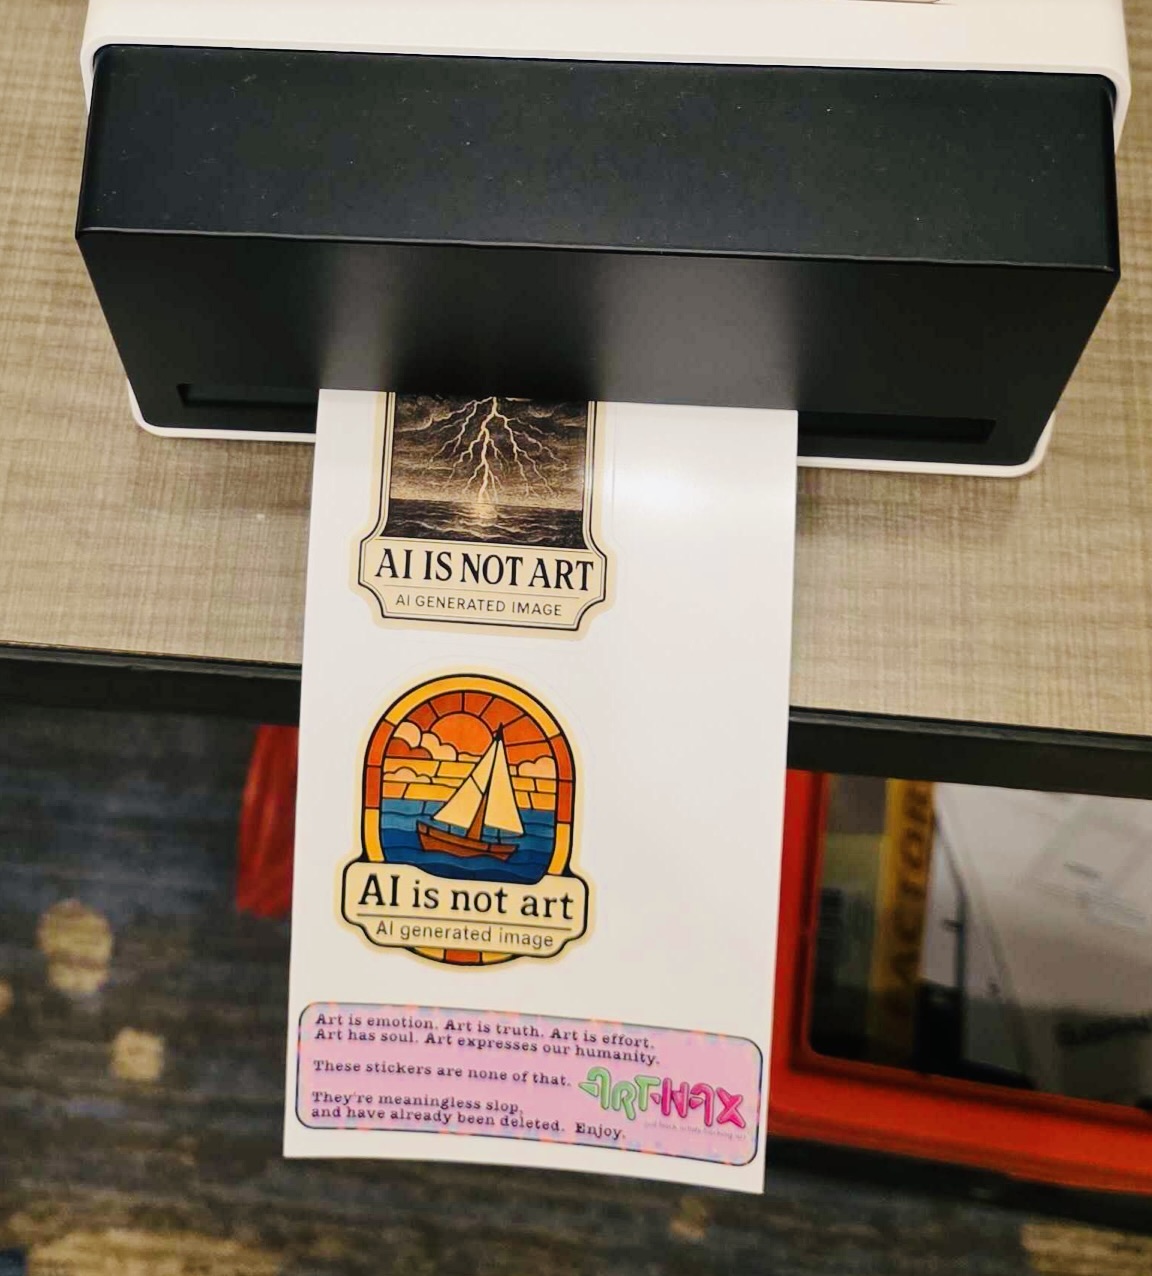 AI IS NOT ART
AI GENERATED IMAGE
AI is not art
AI generated image
Art is emotion. Art is truth. Art is effort.
Art has soul. Art expresses our humanity.
These stickers are none of that.
ART-HAX
They're meaningless slop,
and have already been deleted. Enjoy.